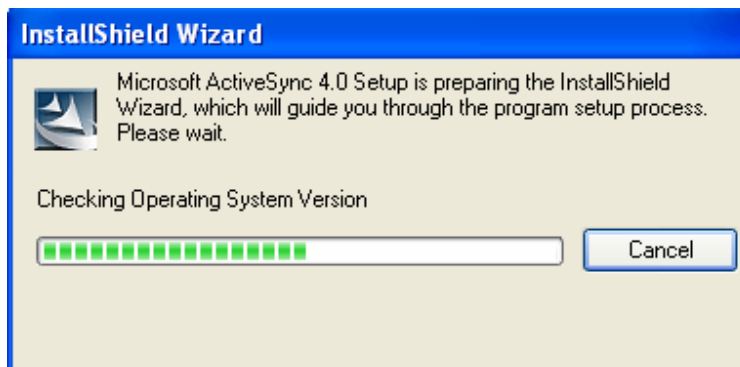 InstallShield Wizard
Microsoft ActiveSync 4.0 Setup is preparing the InstallShield
Wizard, which will guide you through the program setup process.
Please wait.
Checking Operating System Version
Cancel